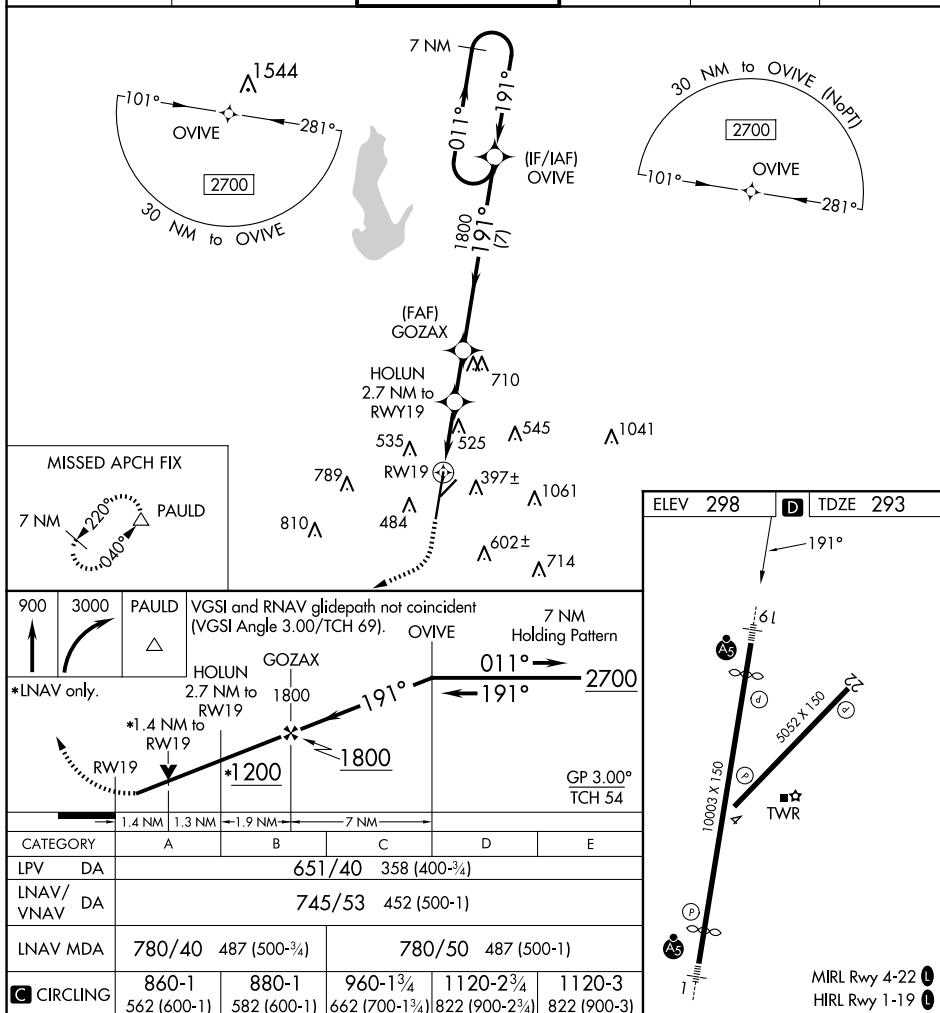 7 NM
011°
191°
(IF/IAF)
OVIVE
1544
101°
281°
OVIVE
2700
30 NM to OVIVE
30 NM to OVIVE (NoPT)
2700
OVIVE
101°
281°
1800
191°
(7)
(FAF)
GOZAX
710
HOLUN
2.7 NM to
RWY19
535
525
545
1041
789
RW19
397±
1061
810
484
602±
714
MISSED APCH FIX
7 NM
220°
040°
PAULD
ELEV 298
D
TDZE 293
191°
19
A5
P
22
P
5052 X 150
10003 X 150
P
4
TWR
P
A5
1
MIRL Rwy 4-22 L
HIRL Rwy 1-19 L
900
3000
PAULD
VGSI and RNAV glidepath not coincident
(VGSI Angle 3.00/TCH 69).
OVIVE
7 NM
Holding Pattern
*LNAV only.
HOLUN
2.7 NM to
RW19
GOZAX
1800
191°
011°
191°
2700
*1.4 NM to
RW19
RW19
*1200
1800
GP 3.00°
TCH 54
1.4 NM
1.3 NM
1.9 NM
7 NM
CATEGORY A B C D E
LPV DA 651/40 358 (400-¾)
LNAV/
VNAV DA 745/53 452 (500-1)
LNAV MDA 780/40 487 (500-¾) 780/50 487 (500-1)
C CIRCLING 860-1 880-1 960-1¾ 1120-2¾ 1120-3
562 (600-1) 582 (600-1) 662 (700-1¾) 822 (900-2¾) 822 (900-3)